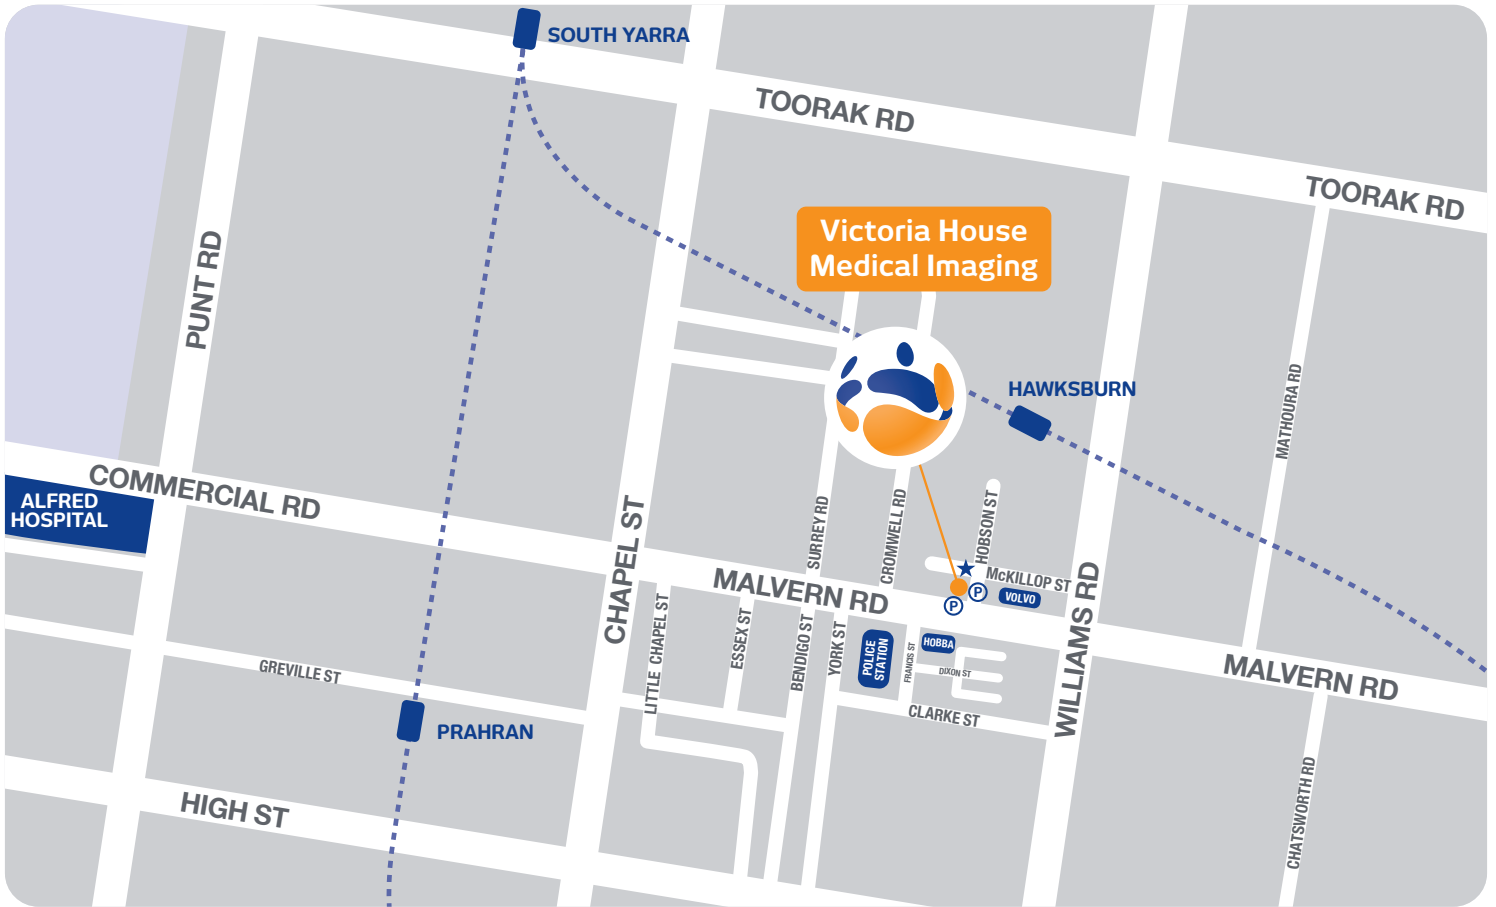 SOUTH YARRA
TOORAK RD
TOORAK RD
Victoria House
Medical Imaging
PUNT RD
HAWKSBURN
MATHOURA RD
COMMERCIAL RD
ALFRED
HOSPITAL
CHAPEL ST
SURREY RD
CROMWELL RD
HOBSON ST
McKILLOP ST
MALVERN RD
P
P
VOLVO
WILLIAMS RD
LITTLE CHAPEL ST
ESSEX ST
BENDIGO ST
YORK ST
POLICE
STATION
FRANCIS ST
HOBBA
DIXON ST
MALVERN RD
GREVILLE ST
CLARKE ST
PRAHRAN
HIGH ST
CHATSWORTH RD